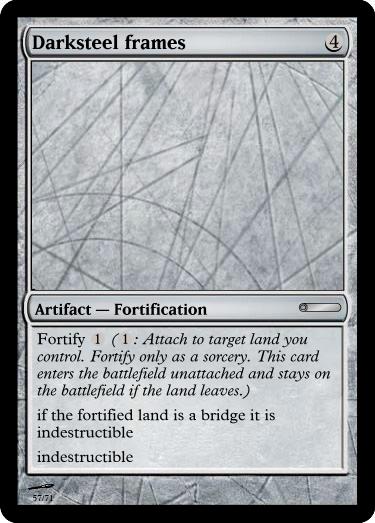 Darksteel frames 4
Artifact — Fortification
Fortify 1 (1 : Attach to target land you
control. Fortify only as a sorcery. This card
enters the battlefield unattached and stays on
the battlefield if the land leaves.)
if the fortified land is a bridge it is
indestructible
indestructible
57/71